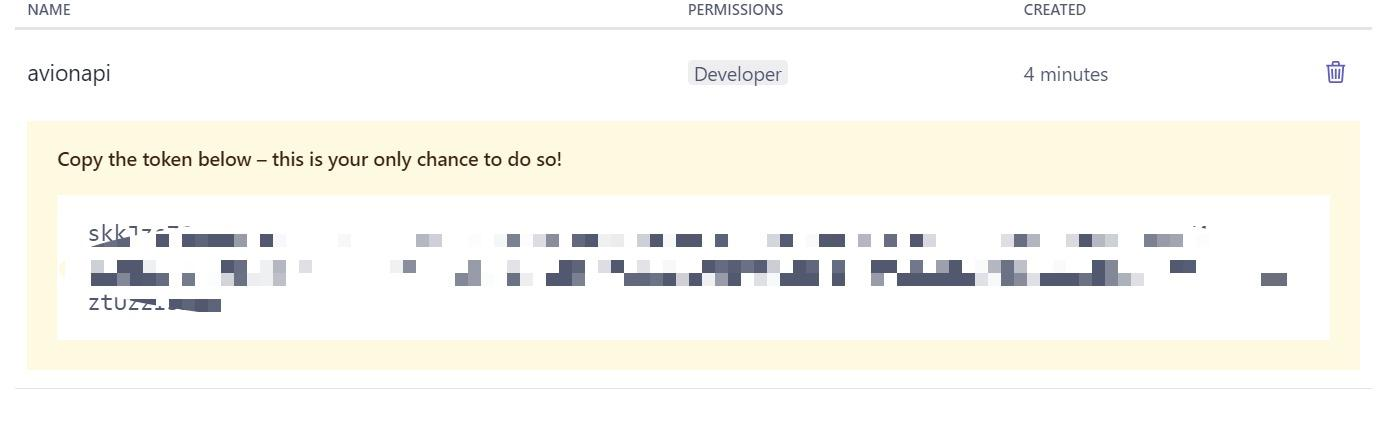 NAME PERMISSIONS CREATED
avionapi Developer 4 minutes
Copy the token below – this is your only chance to do so!